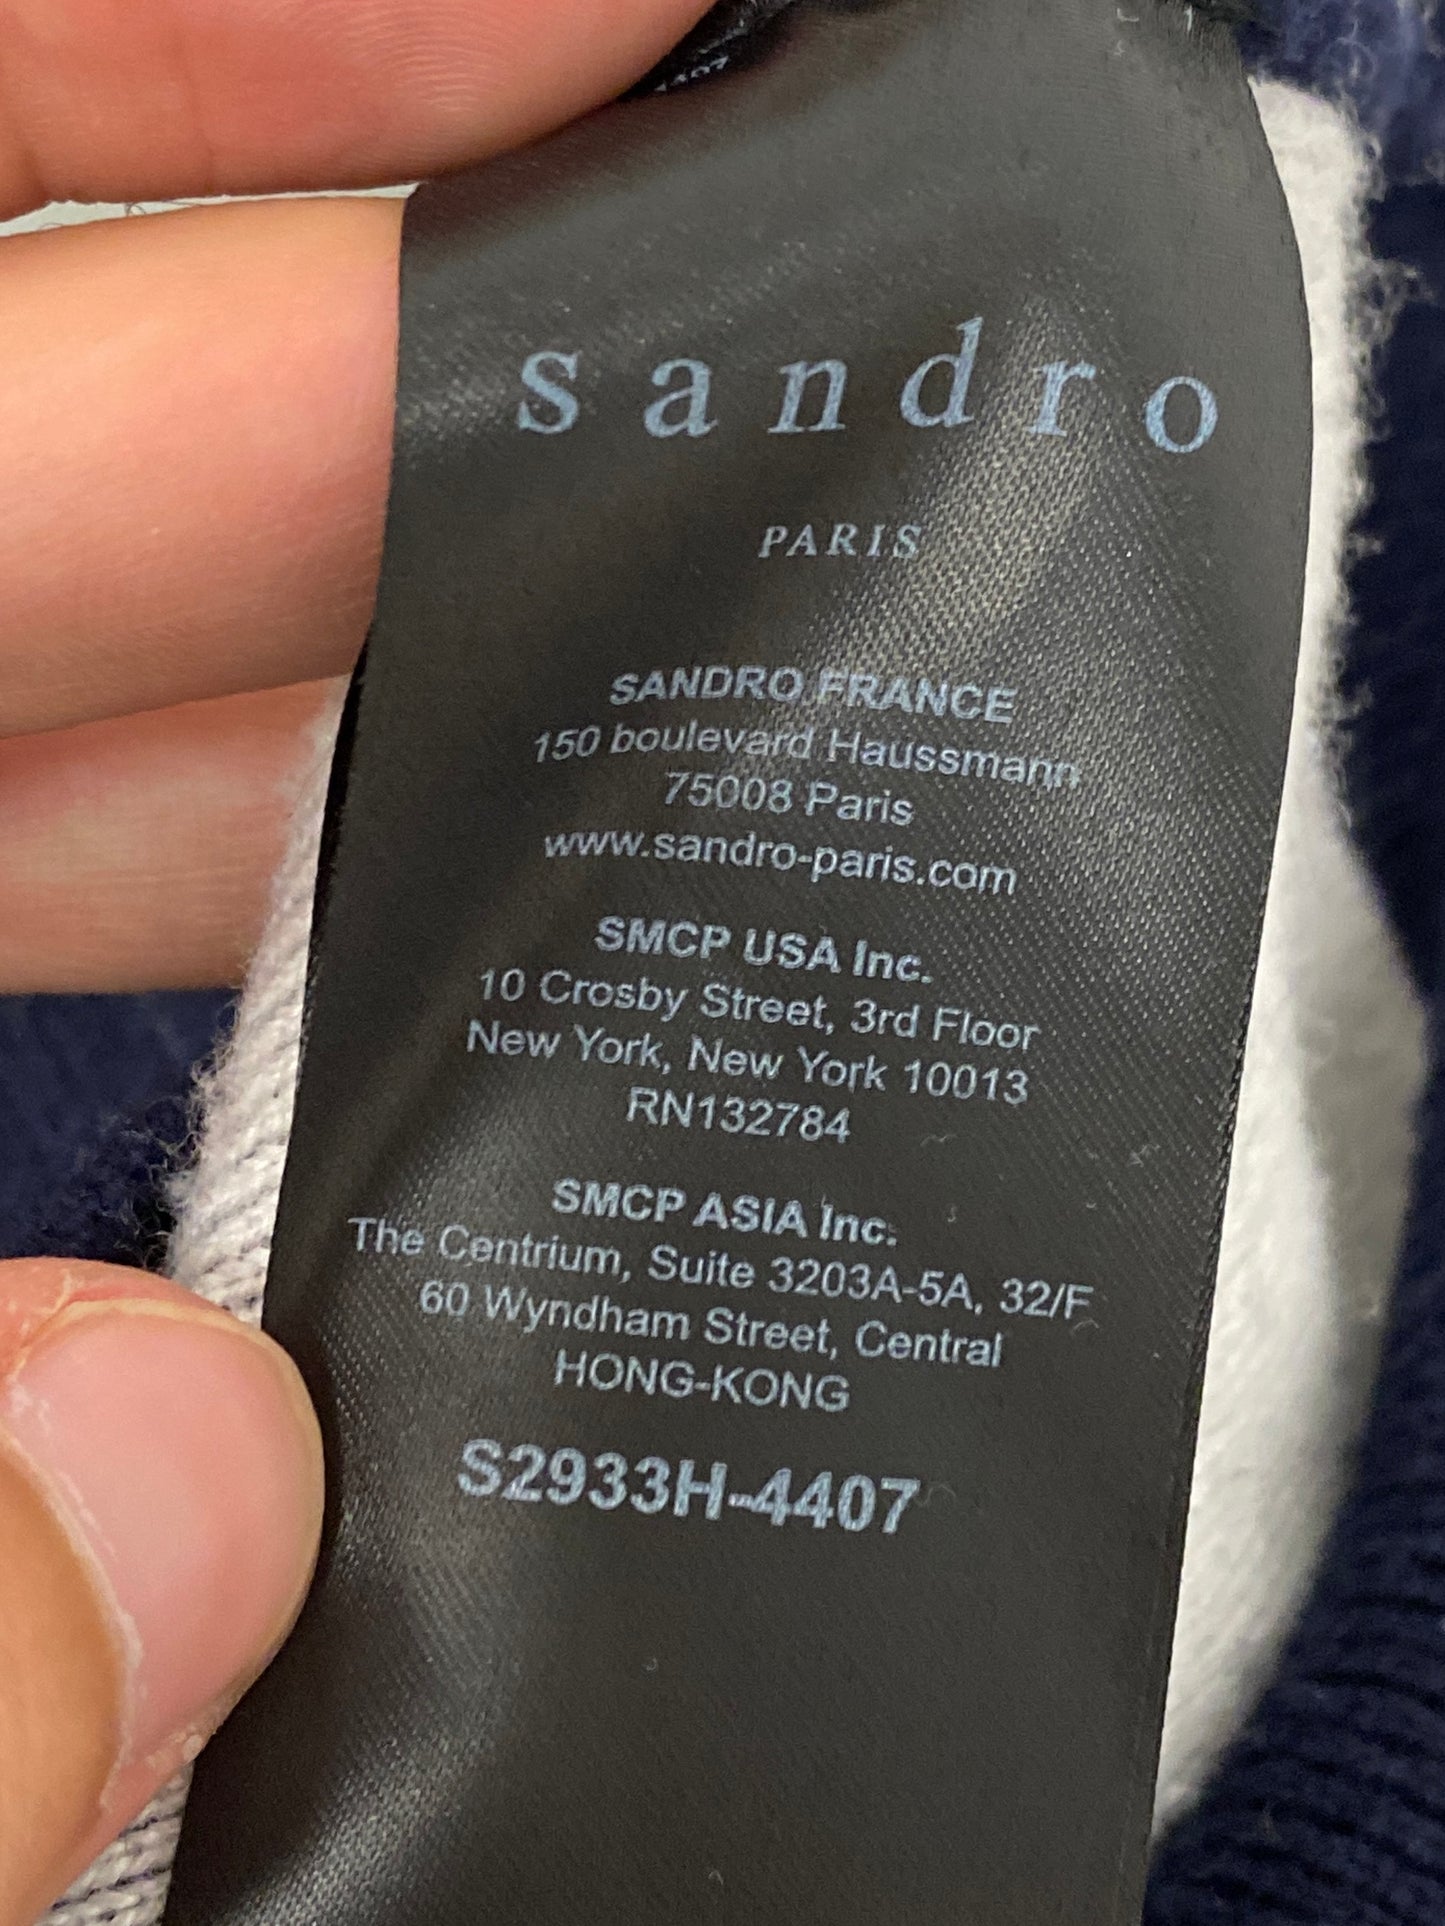 4407
sandro
PARIS
SANDRO FRANCE
150 boulevard Haussmann
75008 Paris
www.sandro-paris.com
SMCP USA Inc.
10 Crosby Street, 3rd Floor
New York, New York 10013
RN132784
SMCP ASIA Inc.
The Centrium, Suite 3203A-5A, 32/F
60 Wyndham Street, Central
HONG-KONG
S2933H-4407